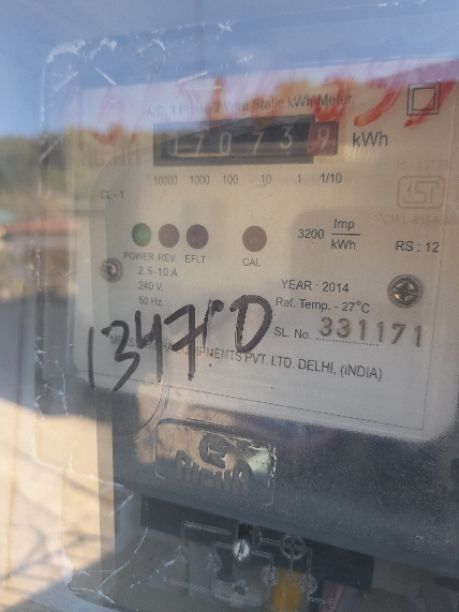 A.C. 1 Phase 2 Wire Static kWh Meter
07073 9 kWh
10000 1000 100 10 1 1/10
CL - 1
POWER REV. EFLT CAL
3200 Imp/kWh
RS : 12
2.5-10 A
240 V.
50 Hz.
YEAR : 2014
Ref. Temp. - 27°C
SL. No. 331171
PVT. LTD. DELHI, (INDIA)